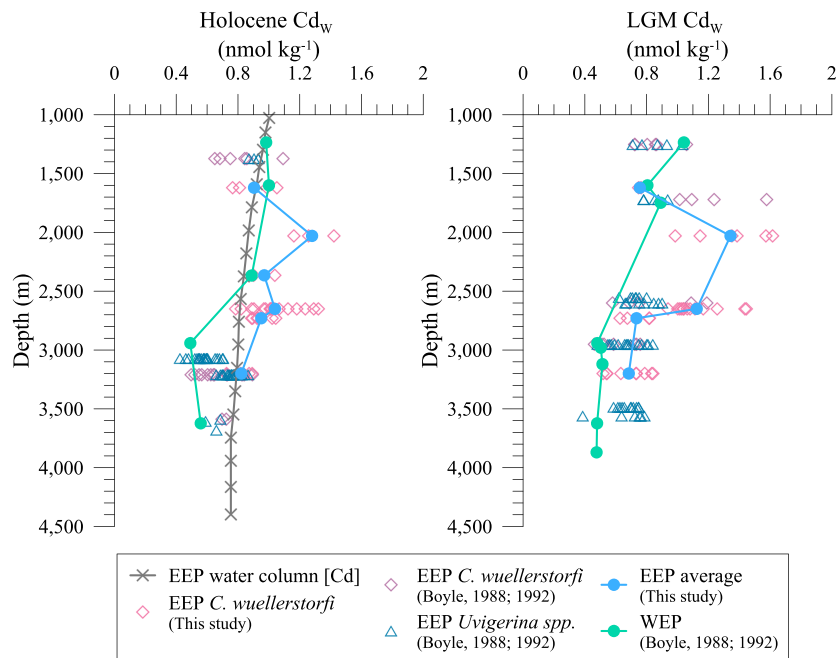 Holocene Cd_W
(nmol kg⁻¹)
0 0.4 0.8 1.2 1.6 2
LGM Cd_W
(nmol kg⁻¹)
0 0.4 0.8 1.2 1.6 2
Depth (m)
1,000
1,500
2,000
2,500
3,000
3,500
4,000
4,500
Depth (m)
1,000
1,500
2,000
2,500
3,000
3,500
4,000
4,500
EEP water column [Cd]
EEP C. wuellerstorfi
(This study)
EEP C. wuellerstorfi
(Boyle, 1988; 1992)
EEP Uvigerina spp.
(Boyle, 1988; 1992)
EEP average
(This study)
WEP
(Boyle, 1988; 1992)